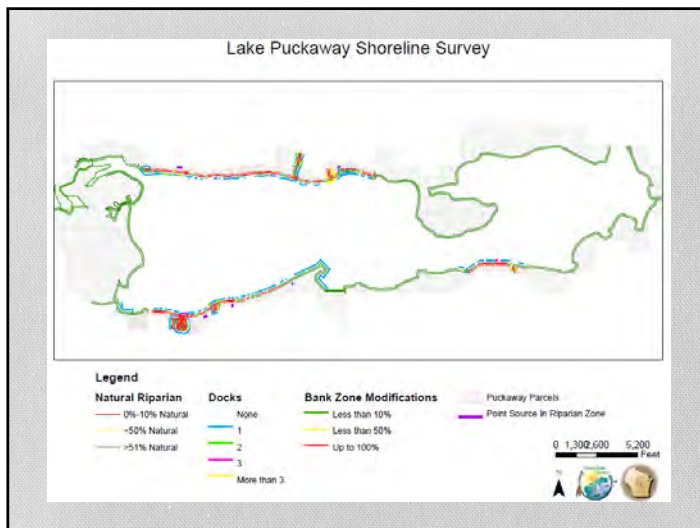 Lake Puckaway Shoreline Survey
Legend
Natural Riparian
0%-10% Natural
<50% Natural
>51% Natural
Docks
None
1
2
3
More than 3
Bank Zone Modifications
Less than 10%
Less than 50%
Up to 100%
Puckaway Parcels
Point Source In Riparian Zone
0 1,300 2,600 5,200
Feet
N